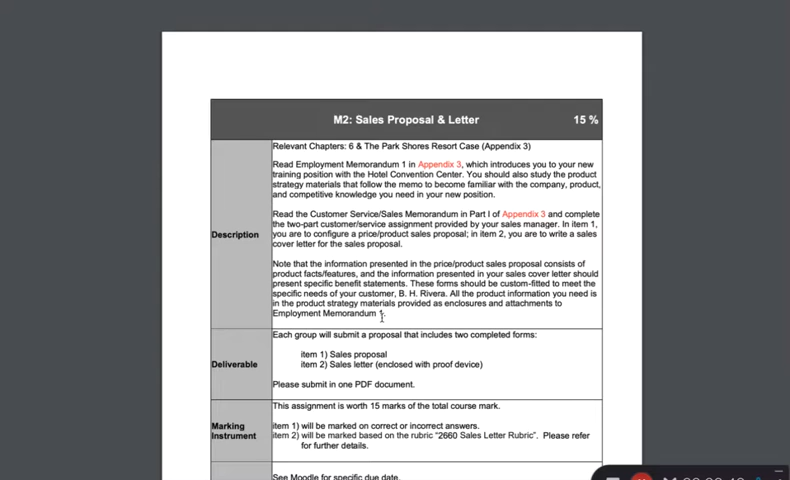 M2: Sales Proposal & Letter 15 %
Relevant Chapters: 6 & The Park Shores Resort Case (Appendix 3)
Read Employment Memorandum 1 in Appendix 3, which introduces you to your new
training position with the Hotel Convention Center. You should also study the product
strategy materials that follow the memo to become familiar with the company, product,
and competitive knowledge you need in your new position.
Read the Customer Service/Sales Memorandum in Part I of Appendix 3 and complete
the two-part customer/service assignment provided by your sales manager. In item 1,
you are to configure a price/product sales proposal; in item 2, you are to write a sales
cover letter for the sales proposal.
Description
Note that the information presented in the price/product sales proposal consists of
product facts/features, and the information presented in your sales cover letter should
present specific benefit statements. These forms should be custom-fitted to meet the
specific needs of your customer, B. H. Rivera. All the product information you need is
in the product strategy materials provided as enclosures and attachments to
Employment Memorandum 1.
Each group will submit a proposal that includes two completed forms:
item 1) Sales proposal
item 2) Sales letter (enclosed with proof device)
Deliverable
Please submit in one PDF document.
This assignment is worth 15 marks of the total course mark.
Marking
Instrument
item 1) will be marked on correct or incorrect answers.
item 2) will be marked based on the rubric "2660 Sales Letter Rubric". Please refer
for further details.
See Moodle for specific due date.